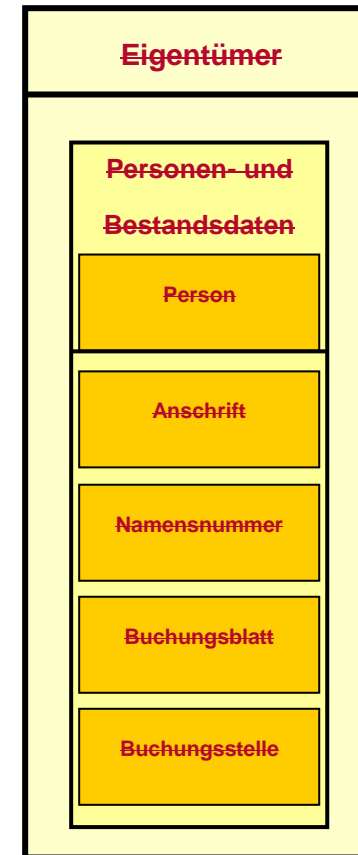 Eigentümer
Personen- und
Bestandsdaten
Person
Anschrift
Namensnummer
Buchungsblatt
Buchungsstelle